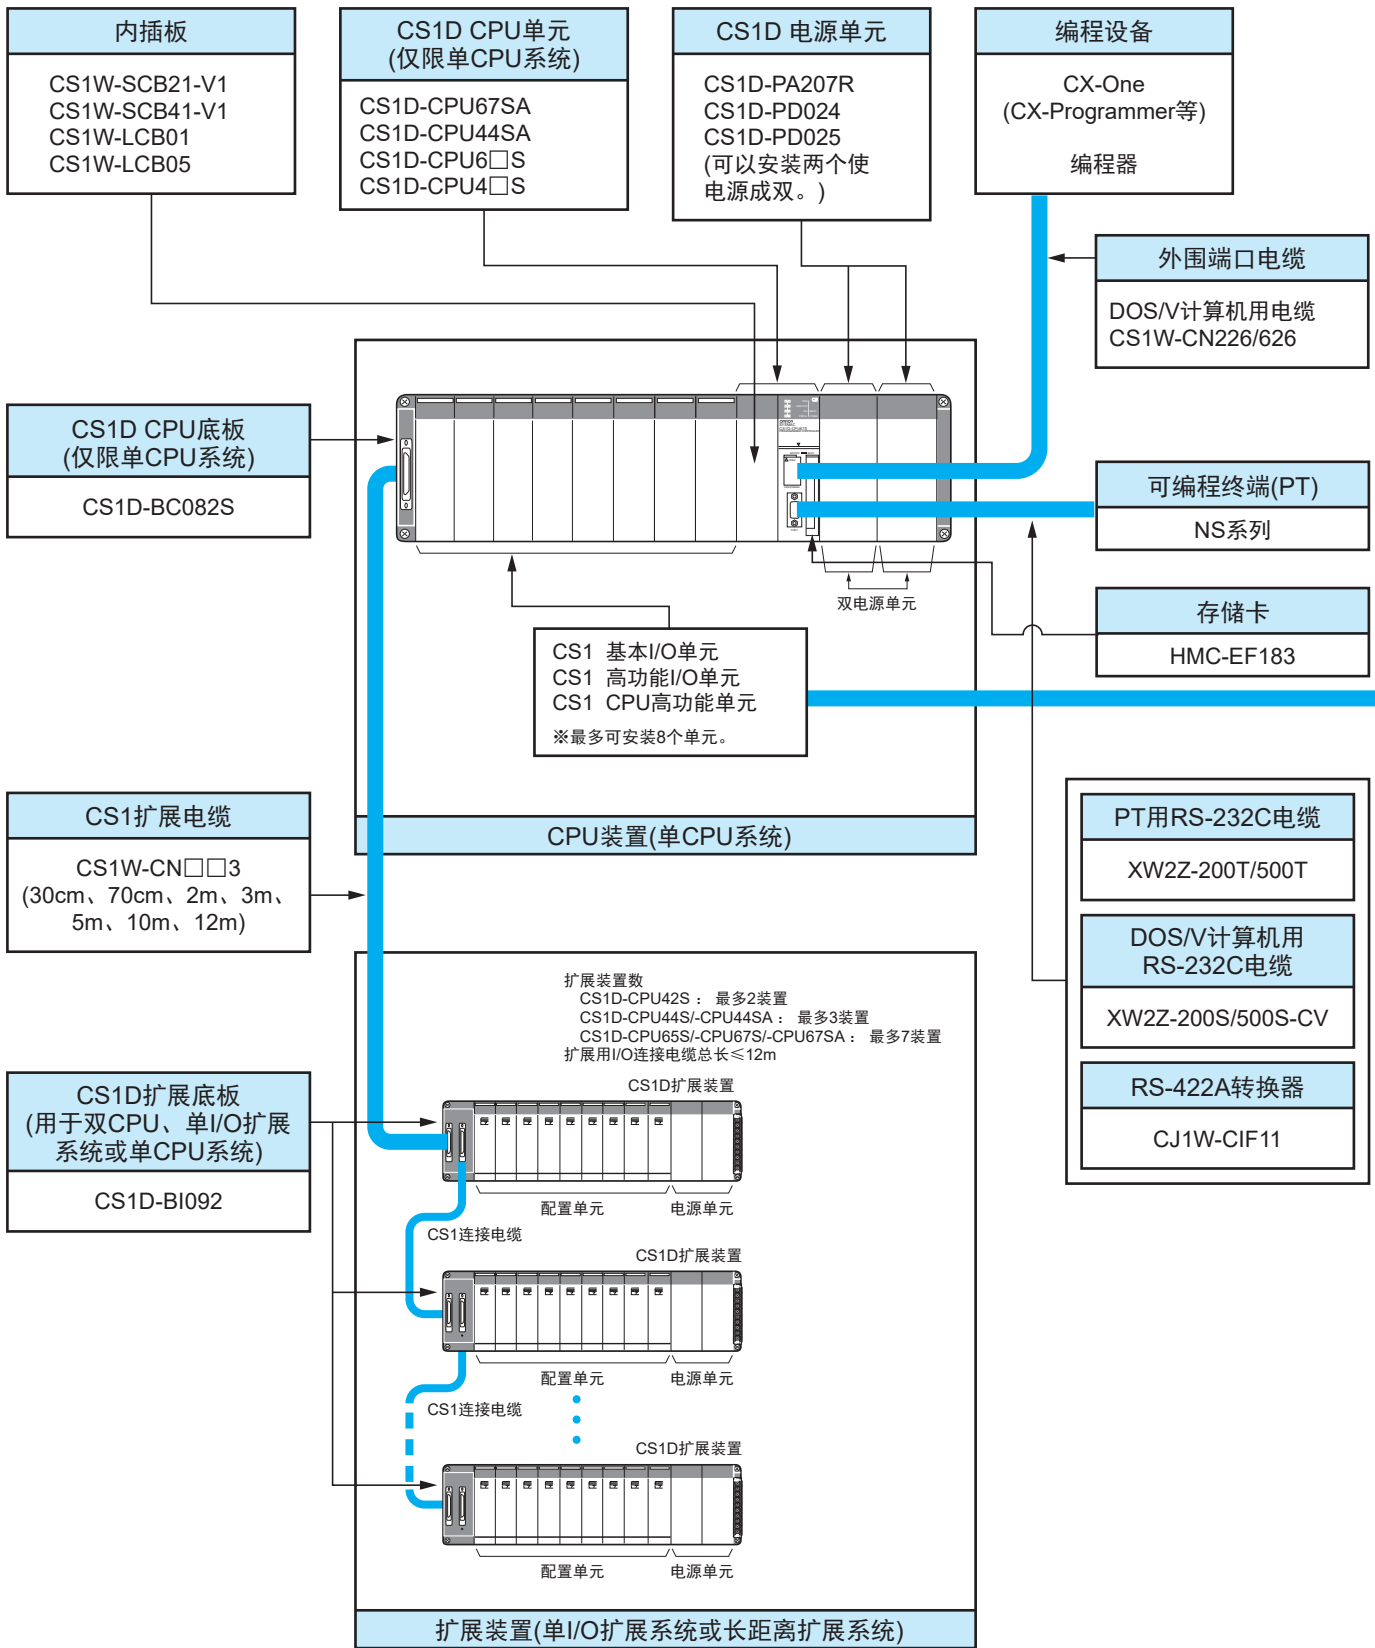 内插板
CS1W-SCB21-V1
CS1W-SCB41-V1
CS1W-LCB01
CS1W-LCB05
CS1D CPU单元
(仅限单CPU系统)
CS1D-CPU67SA
CS1D-CPU44SA
CS1D-CPU6□S
CS1D-CPU4□S
CS1D 电源单元
CS1D-PA207R
CS1D-PD024
CS1D-PD025
(可以安装两个使
电源成双。)
编程设备
CX-One
(CX-Programmer等)
编程器
外围端口电缆
DOS/V计算机用电缆
CS1W-CN226/626
CS1D CPU底板
(仅限单CPU系统)
CS1D-BC082S
可编程终端(PT)
NS系列
双电源单元
存储卡
HMC-EF183
CS1 基本I/O单元
CS1 高功能I/O单元
CS1 CPU高功能单元
※最多可安装8个单元。
CPU装置(单CPU系统)
CS1扩展电缆
CS1W-CN□□3
(30cm、70cm、2m、3m、
5m、10m、12m)
PT用RS-232C电缆
XW2Z-200T/500T
DOS/V计算机用
RS-232C电缆
XW2Z-200S/500S-CV
RS-422A转换器
CJ1W-CIF11
扩展装置数
CS1D-CPU42S： 最多2装置
CS1D-CPU44S/-CPU44SA： 最多3装置
CS1D-CPU65S/-CPU67S/-CPU67SA： 最多7装置
扩展用I/O连接电缆总长≤12m
CS1D扩展底板
(用于双CPU、单I/O扩展
系统或单CPU系统)
CS1D-BI092
CS1D扩展装置
配置单元
电源单元
CS1连接电缆
CS1D扩展装置
配置单元
电源单元
CS1连接电缆
CS1D扩展装置
配置单元
电源单元
扩展装置(单I/O扩展系统或长距离扩展系统)